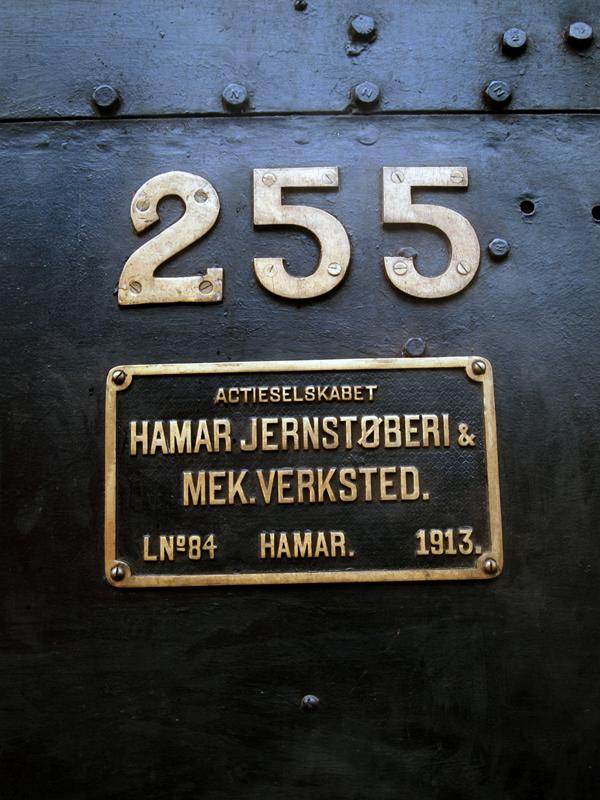 255
ACTIESELSKABET
HAMAR JERNSTØBERI &
MEK. VERKSTED.
LNº84 HAMAR. 1913.